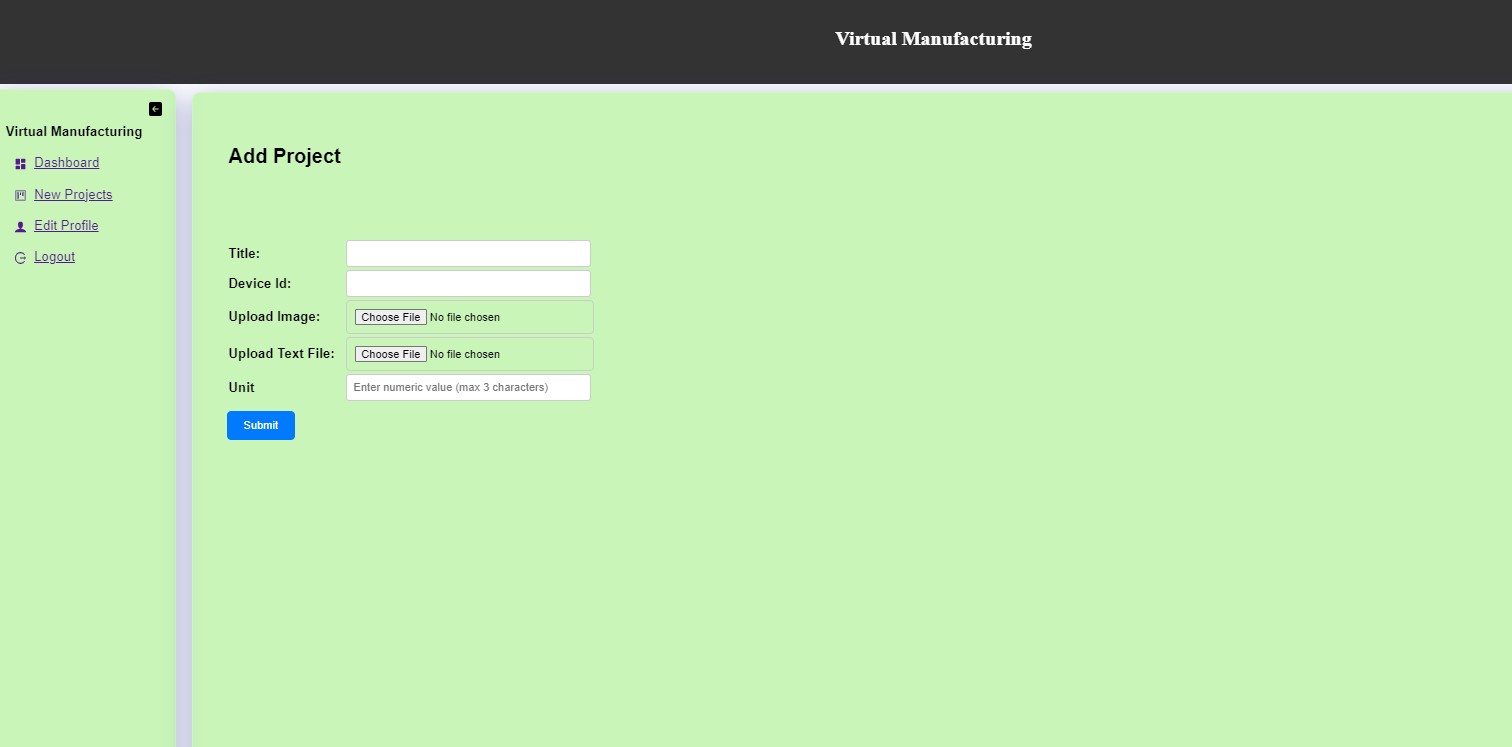 Virtual Manufacturing
Virtual Manufacturing
Dashboard
New Projects
Edit Profile
Logout
Add Project
Title:
Device Id:
Upload Image: Choose File No file chosen
Upload Text File: Choose File No file chosen
Unit Enter numeric value (max 3 characters)
Submit